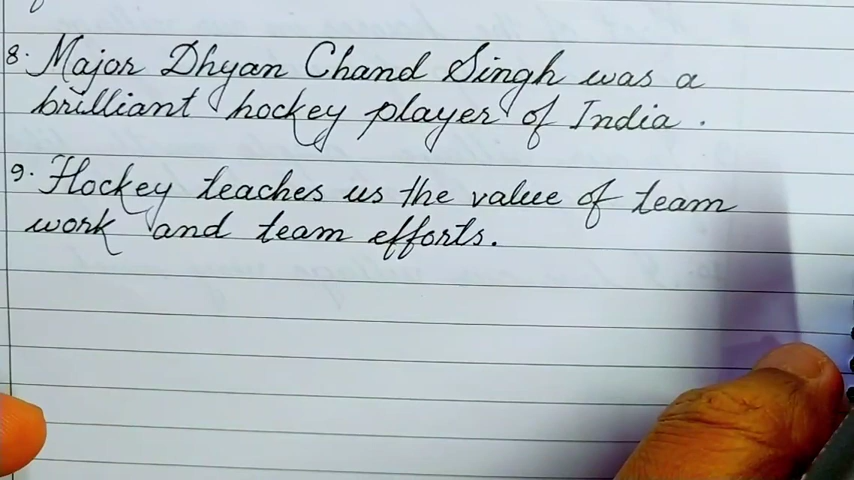 8. Major Dhyan Chand Singh was a
brilliant hockey player of India.
9. Hockey teaches us the value of team
work and team efforts.